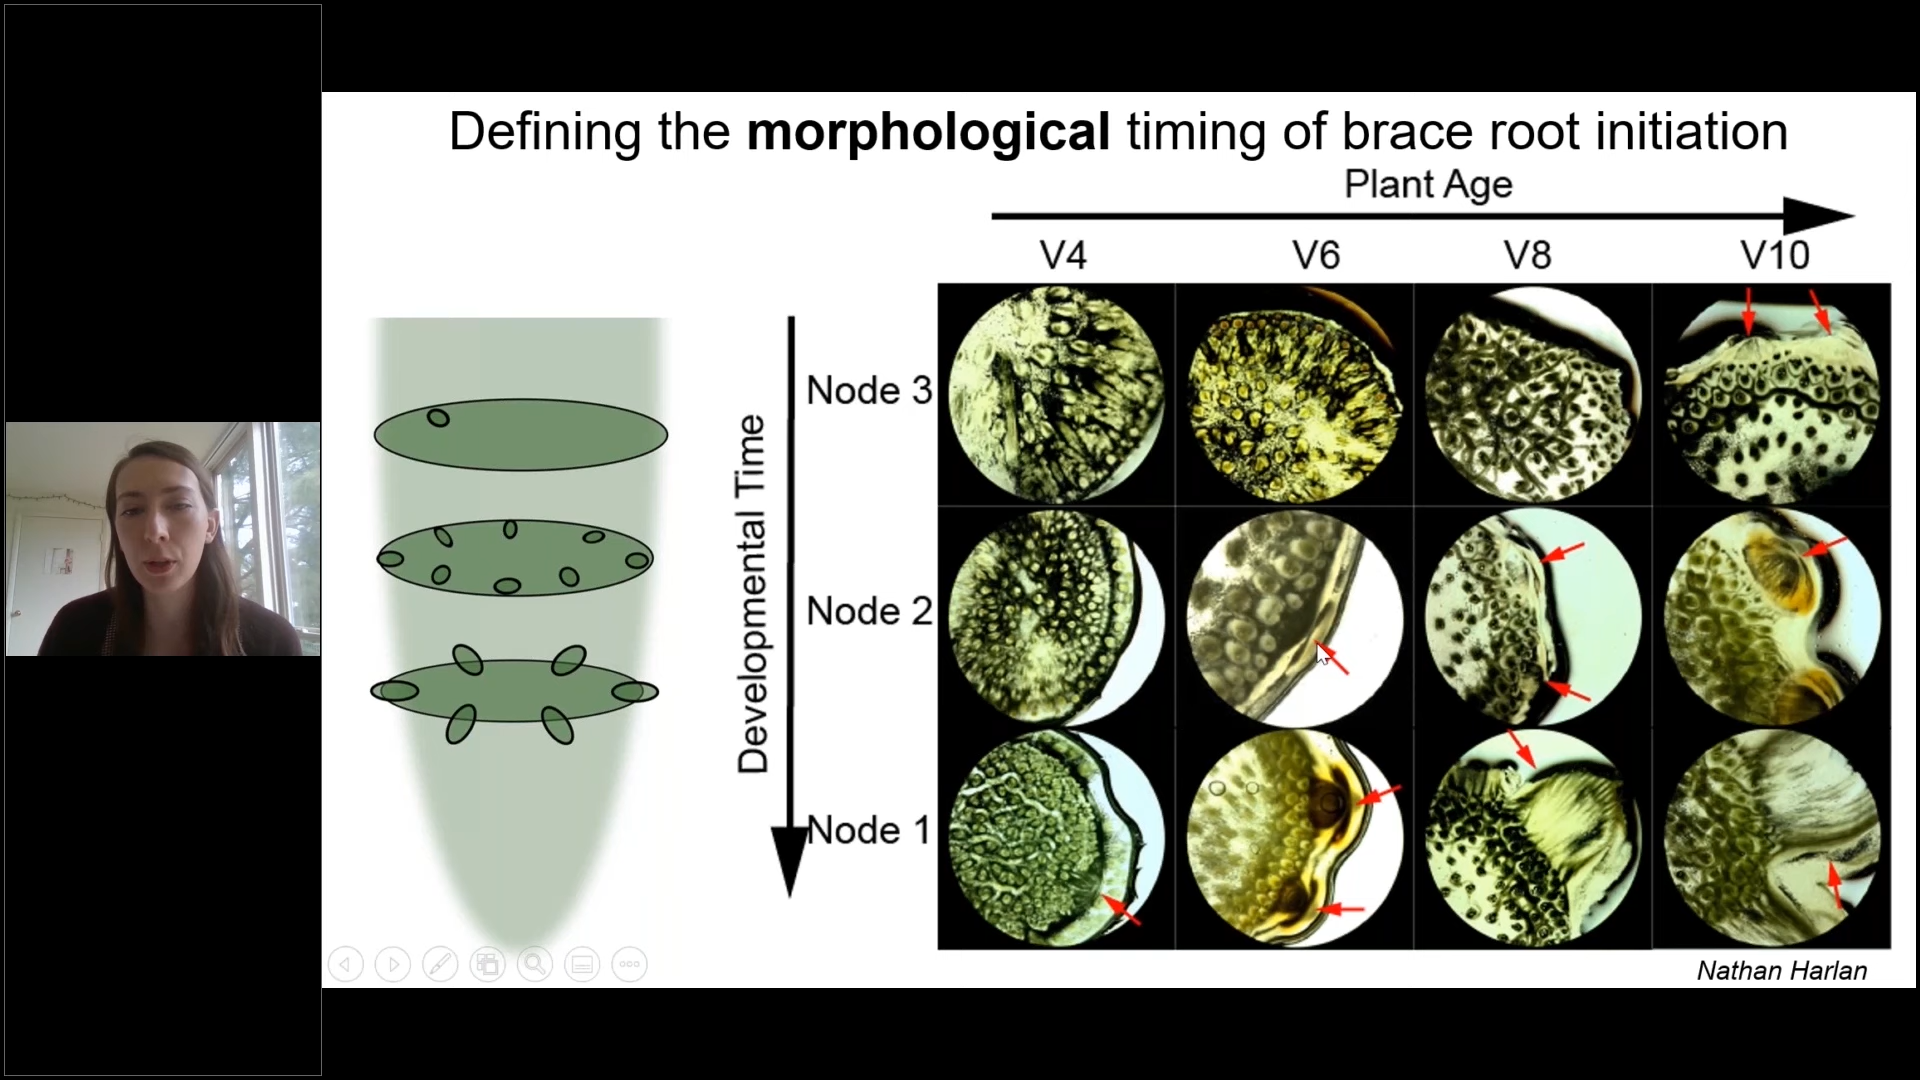 Defining the morphological timing of brace root initiation
Plant Age
V4 V6 V8 V10
Developmental Time
Node 3
Node 2
Node 1
Nathan Harlan